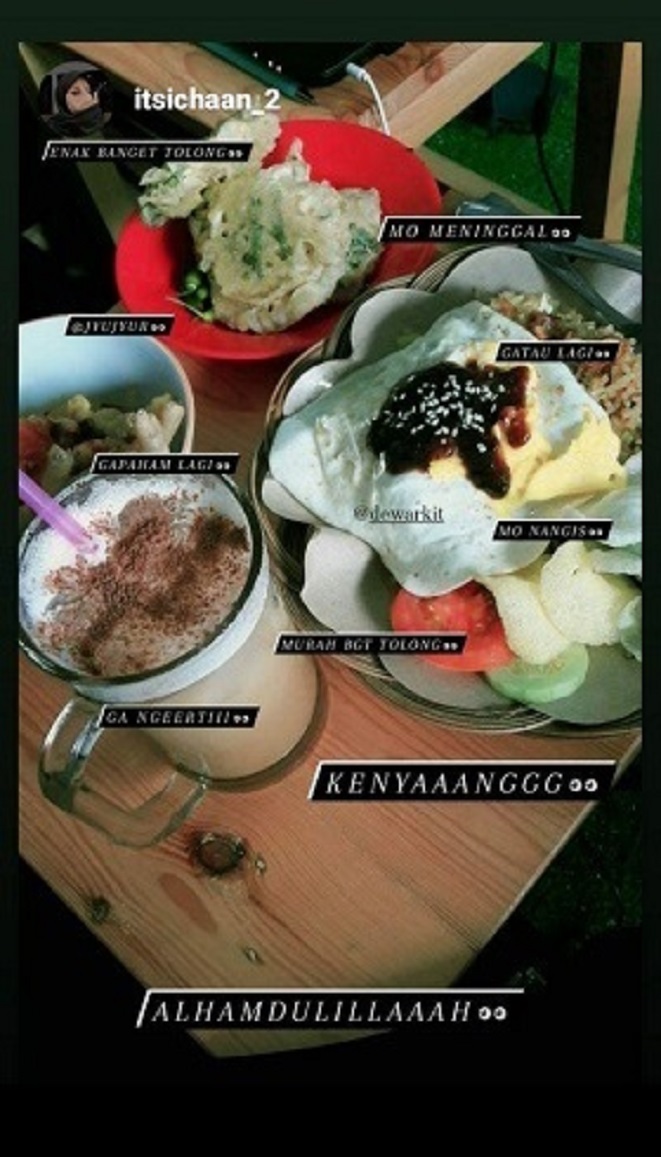 itsichaan_2
ENAK BANGET TOLONG👀
MO MENINGGAL👀
@JYUJYUR👀
GATAU LAGI👀
GAPAHAM LAGI👀
@dewarkit
MO NANGIS👀
MURAH BGT TOLONG👀
GA NGEERTIII👀
KENYAAANGGG👀
ALHAMDULILLAAAH👀